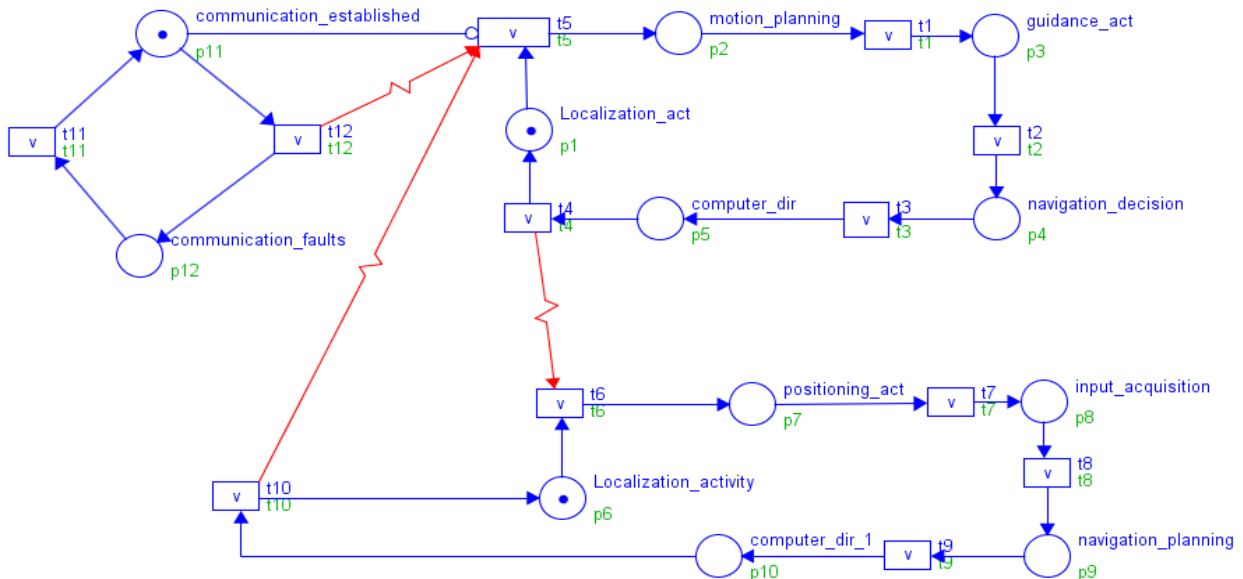 communication_established
p11
v
t5
t5
motion_planning
p2
v
t1
t1
guidance_act
p3
v
t11
t11
v
t12
t12
Localization_act
p1
v
t2
t2
communication_faults
p12
v
t4
t4
computer_dir
p5
v
t3
t3
navigation_decision
p4
v
t6
t6
positioning_act
p7
v
t7
t7
input_acquisition
p8
v
t8
t8
v
t10
t10
Localization_activity
p6
computer_dir_1
p10
v
t9
t9
navigation_planning
p9